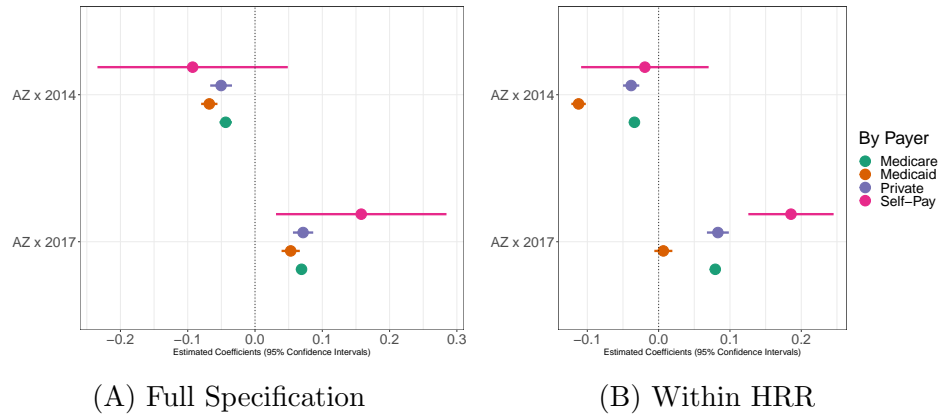 AZ x 2014
AZ x 2017
−0.2 −0.1 0.0 0.1 0.2 0.3
Estimated Coefficients (95% Confidence Intervals)
(A) Full Specification
AZ x 2014
AZ x 2017
−0.1 0.0 0.1 0.2
Estimated Coefficients (95% Confidence Intervals)
(B) Within HRR
By Payer
Medicare
Medicaid
Private
Self−Pay